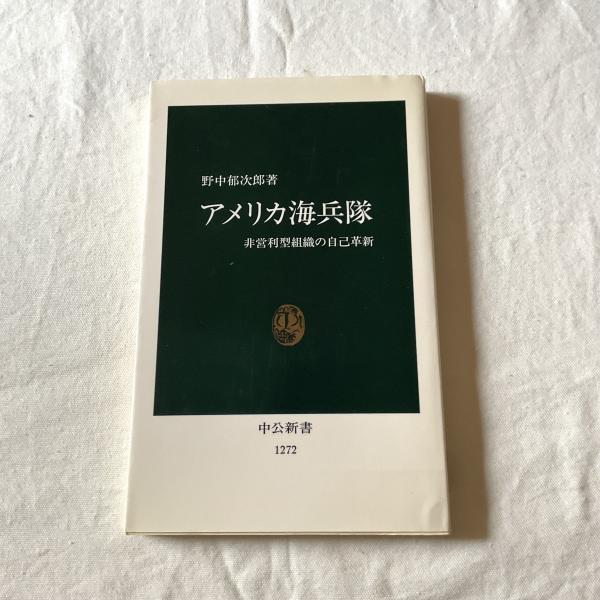 野中郁次郎著
アメリカ海兵隊
非営利型組織の自己革新
中公新書
1272